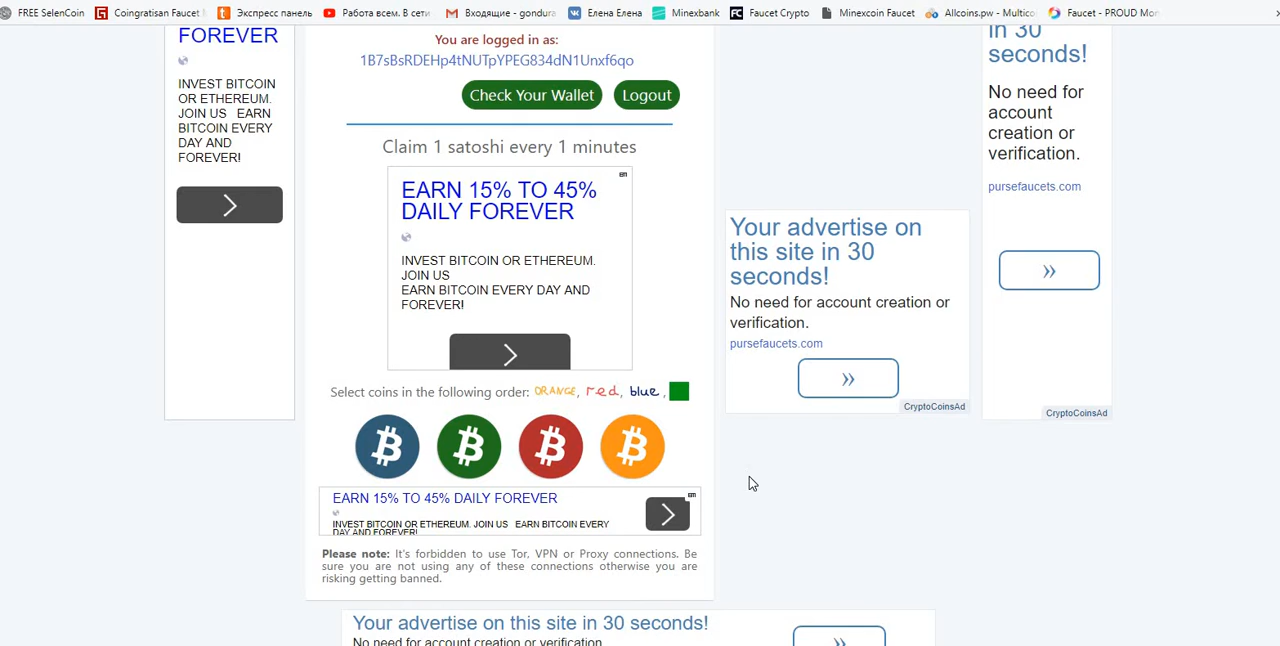 FREE SelenCoin
Coingratisan Faucet
Экспресс панель
Работа всем. В сети
Входящие - gondura
Елена Елена
Minexbank
Faucet Crypto
Minexcoin Faucet
Allcoins.pw - Multico
Faucet - PROUD Mo
FOREVER
INVEST BITCOIN
OR ETHEREUM.
JOIN US EARN
BITCOIN EVERY
DAY AND
FOREVER!
You are logged in as:
1B7sBsRDEHp4tNUTpYPEG834dN1Unxf6qo
Check Your Wallet
Logout
Claim 1 satoshi every 1 minutes
EARN 15% TO 45%
DAILY FOREVER
INVEST BITCOIN OR ETHEREUM.
JOIN US
EARN BITCOIN EVERY DAY AND
FOREVER!
Select coins in the following order: ORANGE, red, blue,
EARN 15% TO 45% DAILY FOREVER
INVEST BITCOIN OR ETHEREUM. JOIN US EARN BITCOIN EVERY
DAY AND FOREVER!
Please note: It's forbidden to use Tor, VPN or Proxy connections. Be
sure you are not using any of these connections otherwise you are
risking getting banned.
Your advertise on
this site in 30
seconds!
No need for account creation or
verification.
pursefaucets.com
»
CryptoCoinsAd
in 30
seconds!
No need for
account
creation or
verification.
pursefaucets.com
»
CryptoCoinsAd
Your advertise on this site in 30 seconds!
No need for account creation or verification.
»